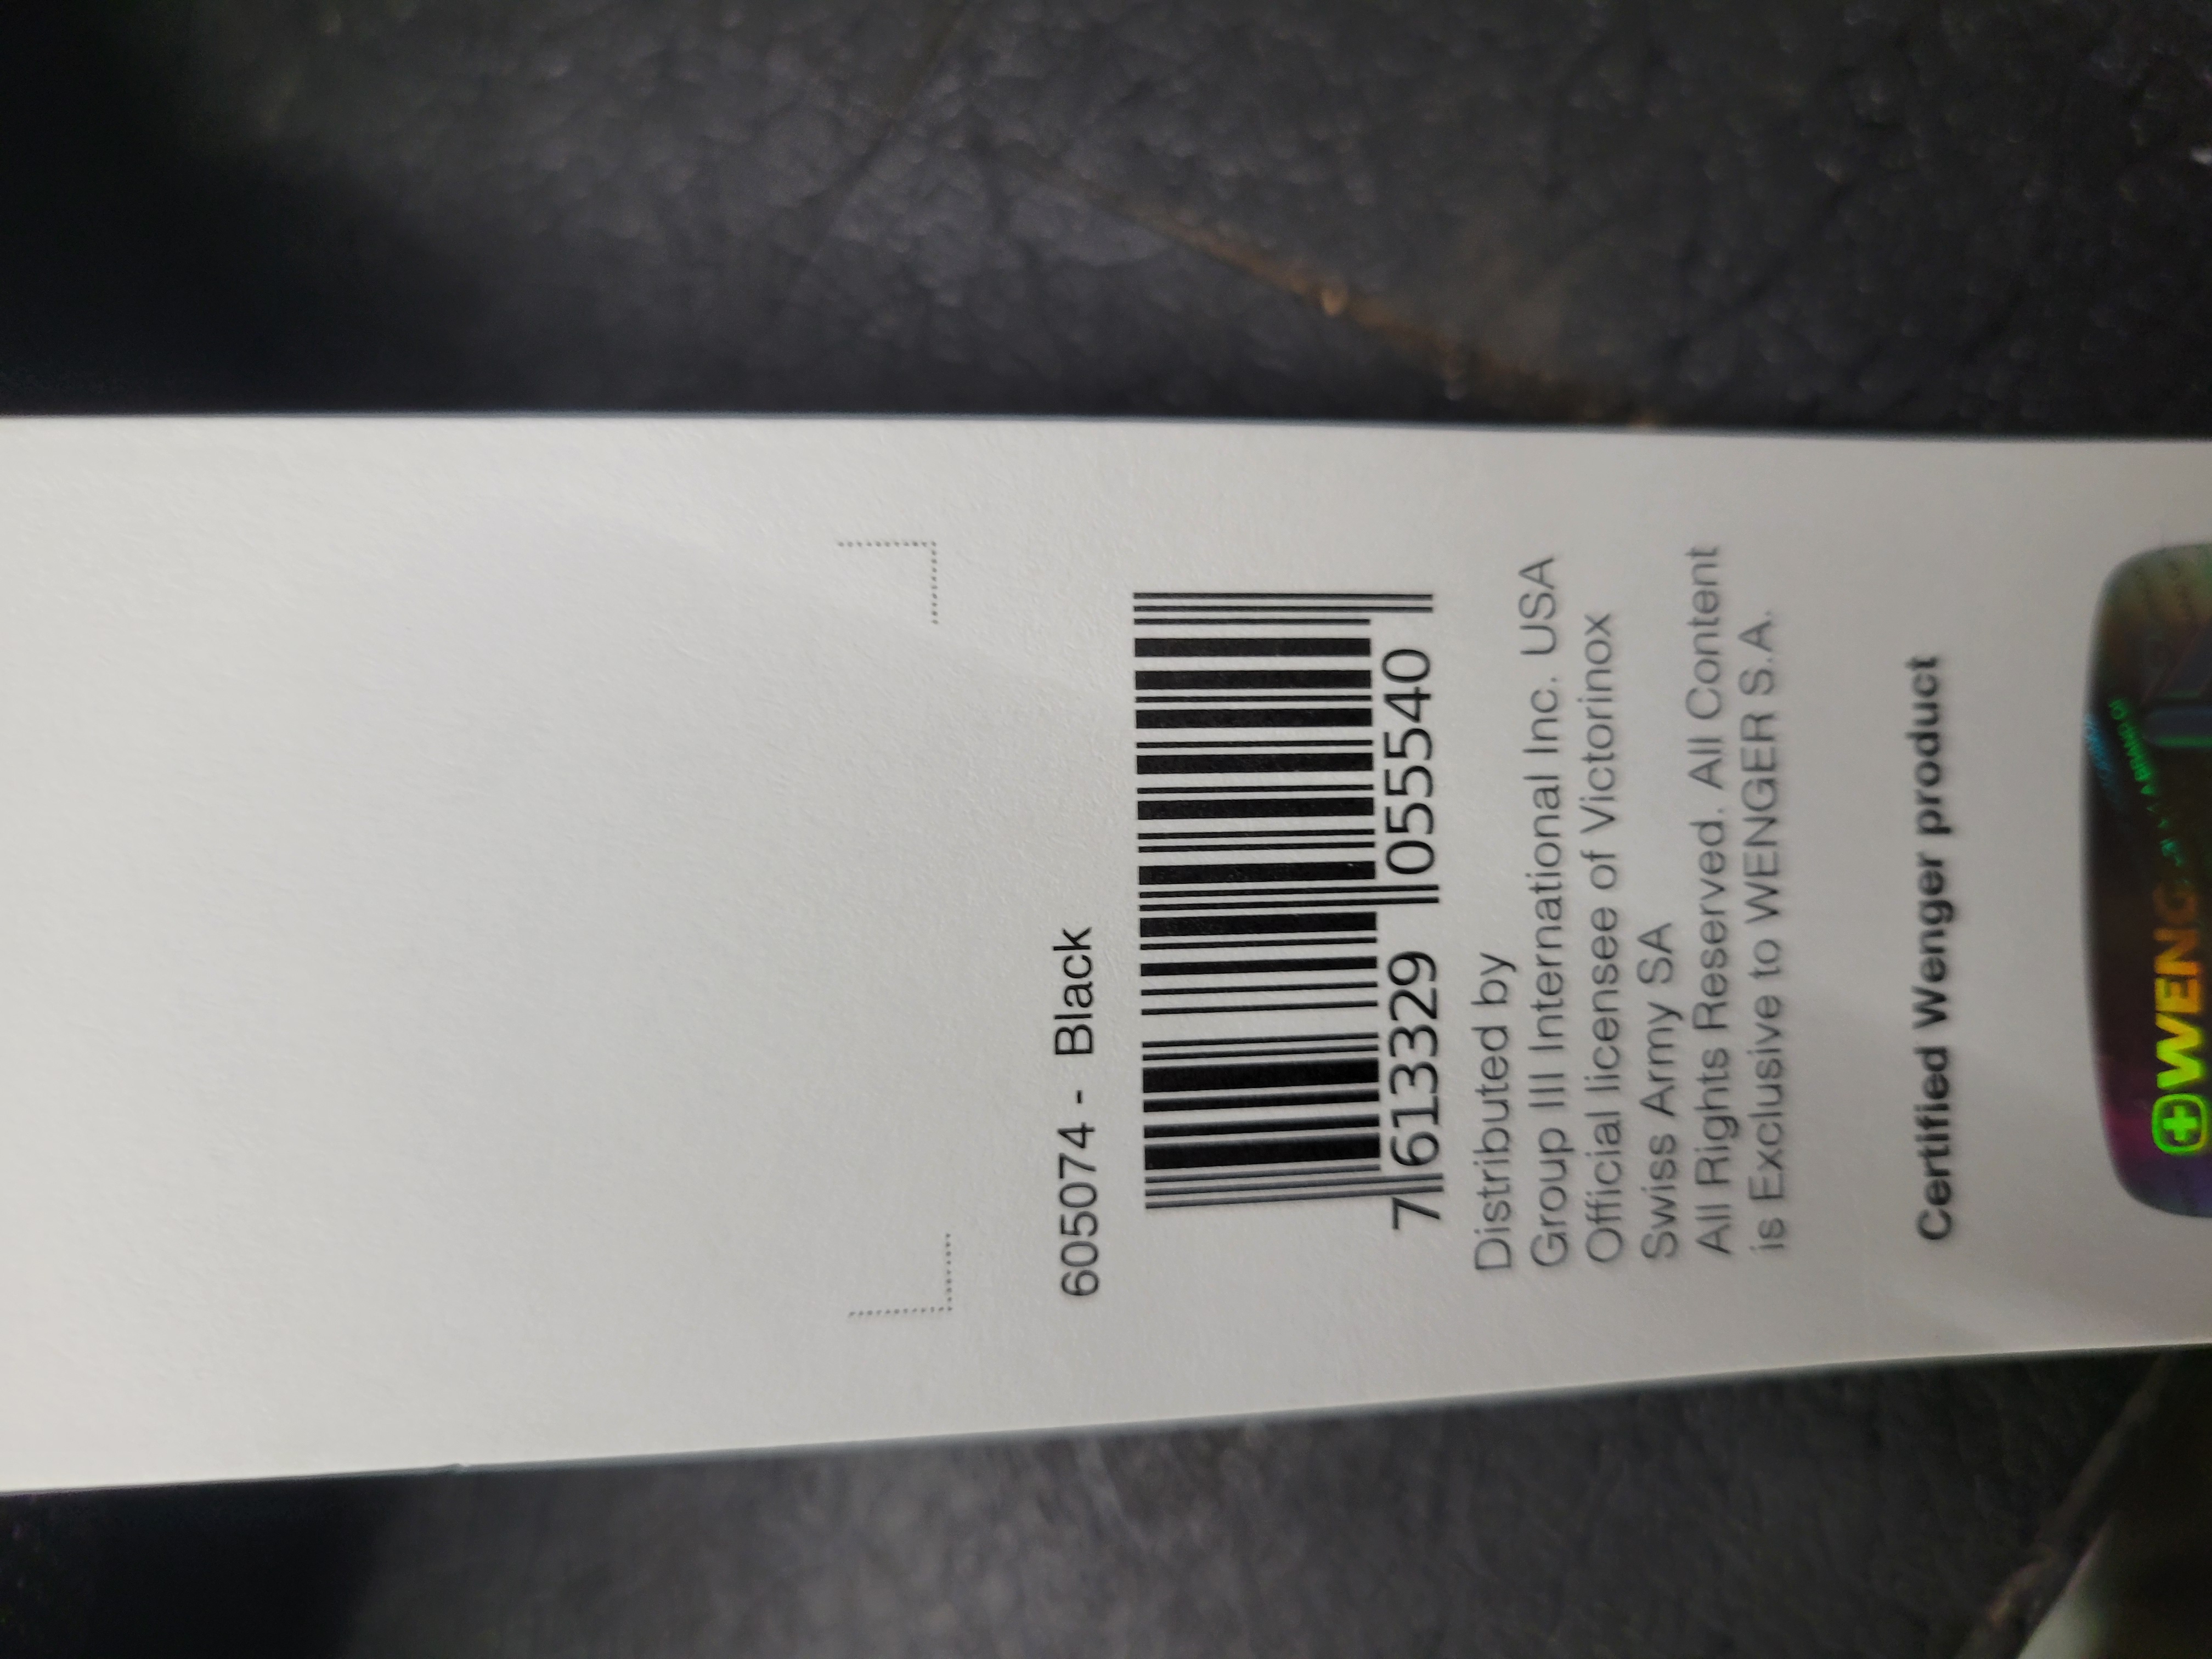 605074 - Black
7 613329 055540
Distributed by
Group III International Inc. USA
Official licensee of Victorinox
Swiss Army SA
All Rights Reserved. All Content
is Exclusive to WENGER S.A.
Certified Wenger product
WENG